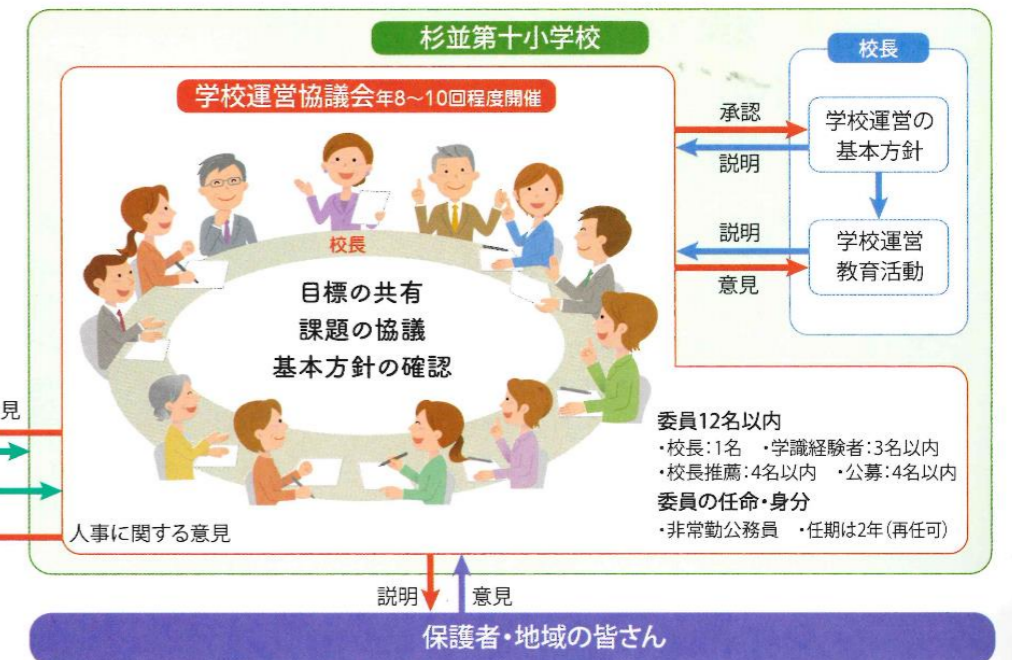 杉並第十小学校
校長
学校運営協議会年8～10回程度開催
承認
学校運営の
基本方針
説明
校長
説明
学校運営
教育活動
意見
目標の共有
課題の協議
基本方針の確認
見
委員12名以内
・校長：1名 ・学識経験者：3名以内
・校長推薦：4名以内 ・公募：4名以内
委員の任命・身分
・非常勤公務員 ・任期は2年（再任可）
人事に関する意見
説明
意見
保護者・地域の皆さん